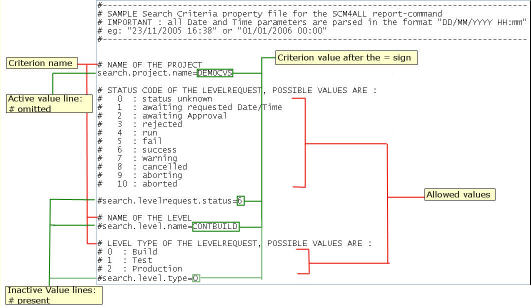 #----------------------------------------------------------------
# SAMPLE Search Criteria property file for the SCM4ALL report-command
# IMPORTANT : all Date and Time parameters are parsed in the format "DD/MM/YYYY HH:mm"
# eg: "23/11/2005 16:38" or "01/01/2006 00:00"
#----------------------------------------------------------------
Criterion name
Criterion value after the = sign
# NAME OF THE PROJECT
search.project.name=DEMOCVS
Active value line:
# omitted
# STATUS CODE OF THE LEVELREQUEST, POSSIBLE VALUES ARE :
# 0 : status unknown
# 1 : awaiting requested Date/Time
# 2 : awaiting Approval
# 3 : rejected
# 4 : run
# 5 : fail
# 6 : success
# 7 : warning
# 8 : cancelled
# 9 : aborting
# 10 : aborted
Allowed values
#search.levelrequest.status=6
# NAME OF THE LEVEL
#search.level.name=CONTBUILD
# LEVEL TYPE OF THE LEVELREQUEST, POSSIBLE VALUES ARE :
# 0 : Build
# 1 : Test
# 2 : Production
#search.level.type=0
Inactive Value lines:
# present